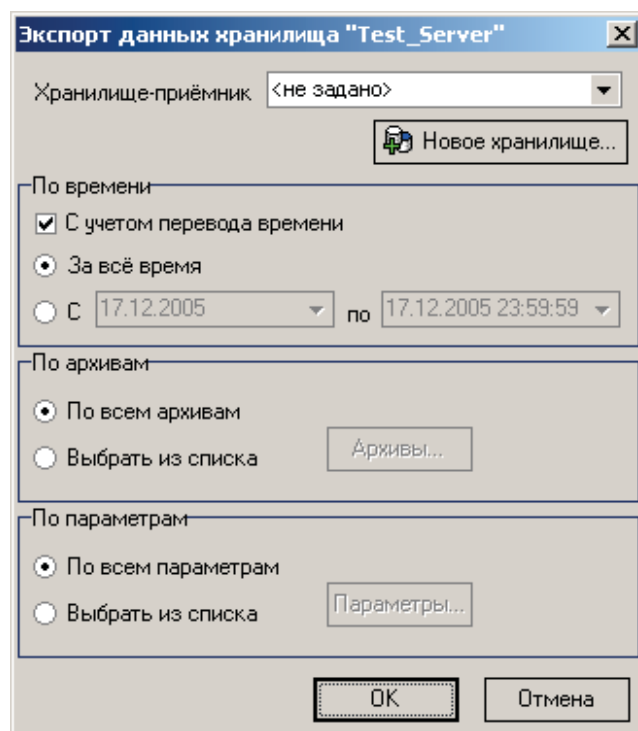 Экспорт данных хранилища "Test_Server"
Хранилище-приёмник <не задано>
Новое хранилище...
По времени
С учетом перевода времени
За всё время
С 17.12.2005 по 17.12.2005 23:59:59
По архивам
По всем архивам
Выбрать из списка Архивы...
По параметрам
По всем параметрам
Выбрать из списка Параметры...
OK Отмена